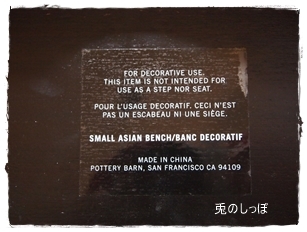 FOR DECORATIVE USE.
THIS ITEM IS NOT INTENDED FOR
USE AS A STEP NOR SEAT.
POUR L'USAGE DECORATIF. CECI N'EST
PAS UN ESCABEAU NI UNE SIÈGE.
SMALL ASIAN BENCH/BANC DECORATIF
MADE IN CHINA
POTTERY BARN, SAN FRANCISCO CA 94109
兎のしっぽ